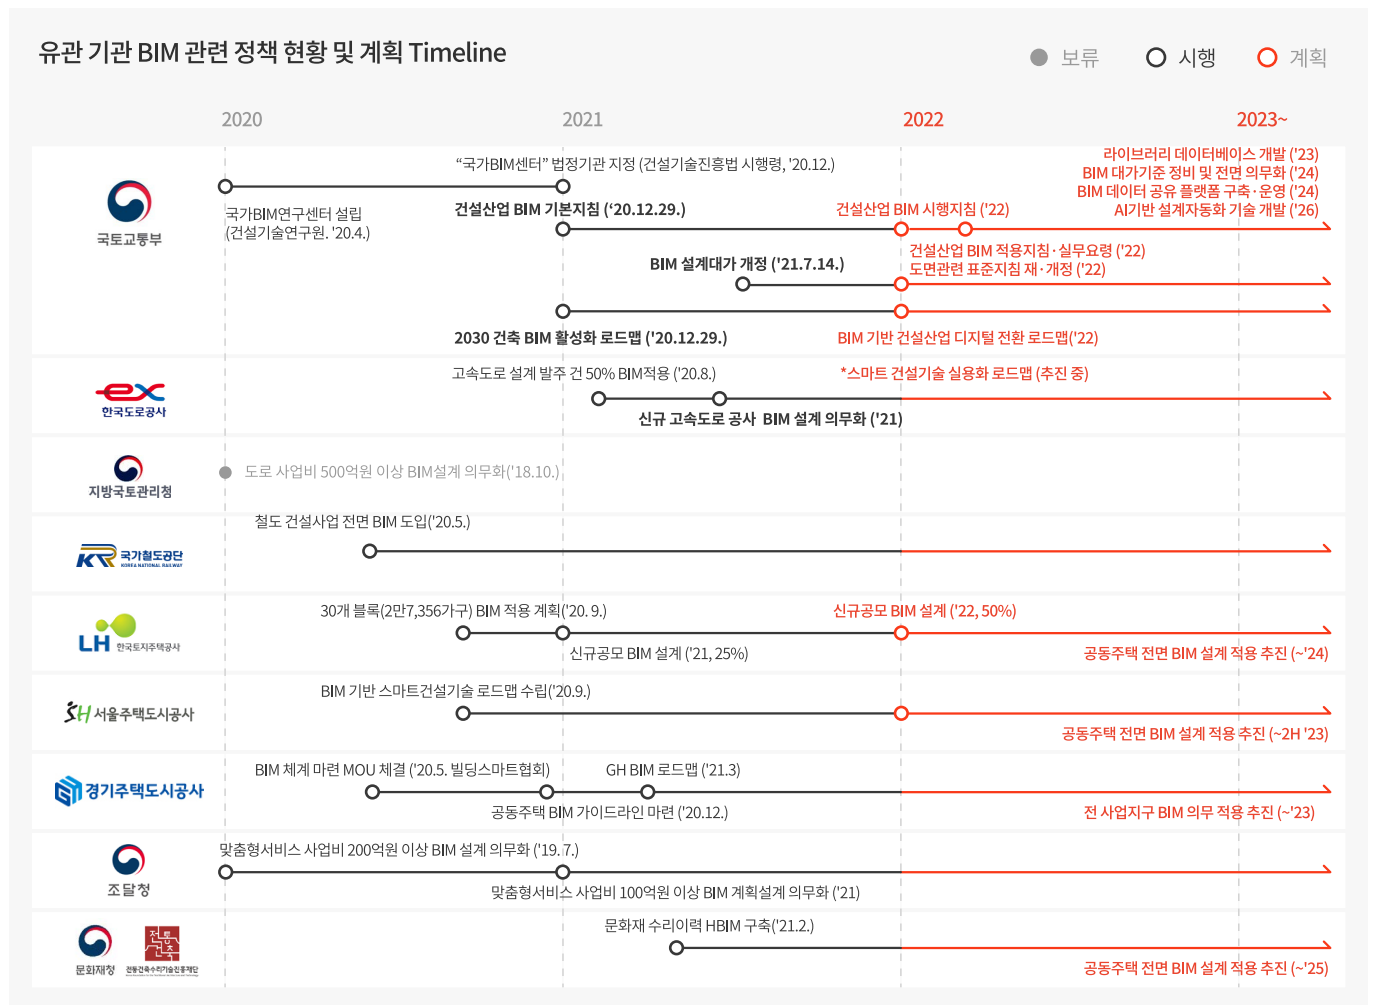 유관 기관 BIM 관련 정책 현황 및 계획 Timeline
보류 시행 계획
2020 2021 2022 2023~
국토교통부
“국가BIM센터” 법정기관 지정 (건설기술진흥법 시행령, '20.12.)
국가BIM연구센터 설립
(건설기술연구원. '20.4.)
건설산업 BIM 기본지침 (‘20.12.29.)
건설산업 BIM 시행지침 ('22)
라이브러리 데이터베이스 개발 ('23)
BIM 대가기준 정비 및 전면 의무화 ('24)
BIM 데이터 공유 플랫폼 구축·운영 ('24)
AI기반 설계자동화 기술 개발 ('26)
건설산업 BIM 적용지침·실무요령 ('22)
도면관련 표준지침 재·개정 ('22)
BIM 설계대가 개정 ('21.7.14.)
2030 건축 BIM 활성화 로드맵 ('20.12.29.)
BIM 기반 건설산업 디지털 전환 로드맵('22)
ex
한국도로공사
고속도로 설계 발주 건 50% BIM적용 ('20.8.)
*스마트 건설기술 실용화 로드맵 (추진 중)
신규 고속도로 공사 BIM 설계 의무화 ('21)
지방국토관리청
도로 사업비 500억원 이상 BIM설계 의무화('18.10.)
KR 국가철도공단
KOREA NATIONAL RAILWAY
철도 건설사업 전면 BIM 도입('20.5.)
LH 한국토지주택공사
30개 블록(2만7,356가구) BIM 적용 계획('20. 9.)
신규공모 BIM 설계 ('22, 50%)
신규공모 BIM 설계 ('21, 25%)
공동주택 전면 BIM 설계 적용 추진 (~'24)
SH 서울주택도시공사
BIM 기반 스마트건설기술 로드맵 수립('20.9.)
공동주택 전면 BIM 설계 적용 추진 (~2H '23)
경기주택도시공사
BIM 체계 마련 MOU 체결 ('20.5. 빌딩스마트협회)
GH BIM 로드맵 ('21.3)
공동주택 BIM 가이드라인 마련 ('20.12.)
전 사업지구 BIM 의무 적용 추진 (~'23)
조달청
맞춤형서비스 사업비 200억원 이상 BIM 설계 의무화 ('19.7.)
맞춤형서비스 사업비 100억원 이상 BIM 계획설계 의무화 ('21)
문화재청
전통건축
전통건축수리기술진흥재단
문화재 수리이력 HBIM 구축('21.2.)
공동주택 전면 BIM 설계 적용 추진 (~'25)